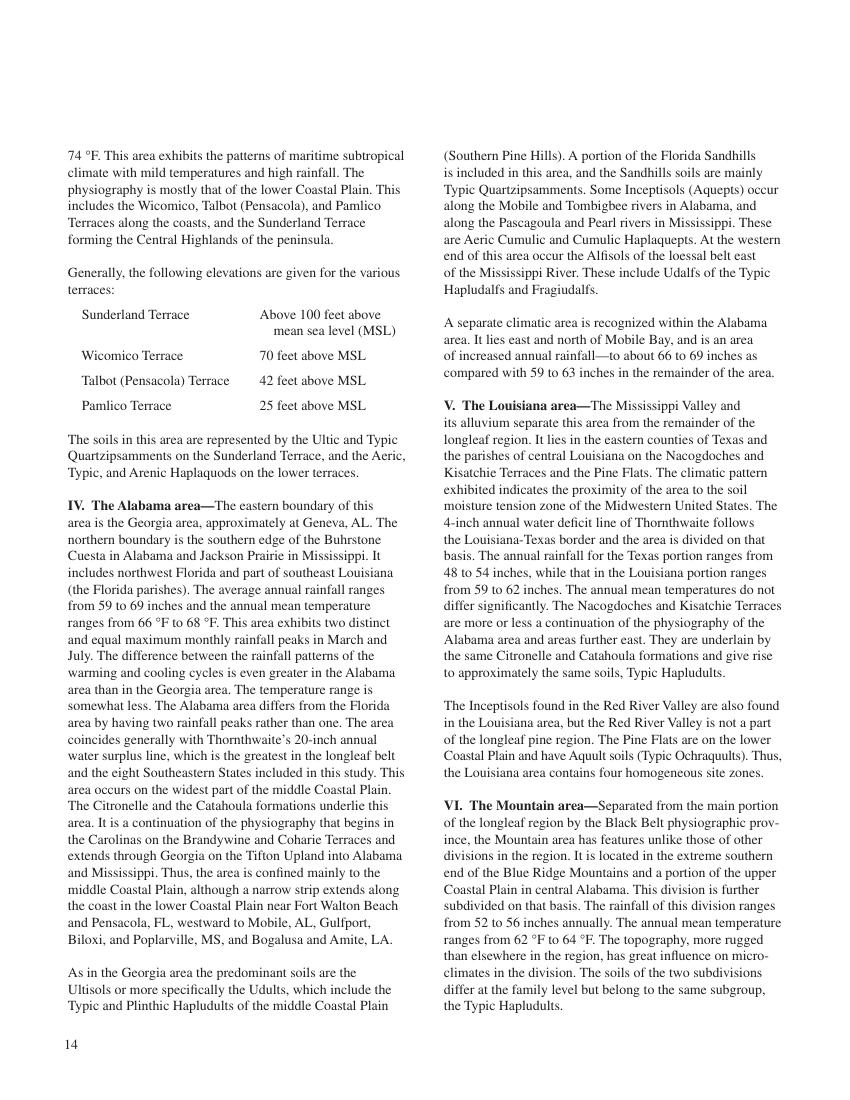 74 °F. This area exhibits the patterns of maritime subtropical
climate with mild temperatures and high rainfall. The
physiography is mostly that of the lower Coastal Plain. This
includes the Wicomico, Talbot (Pensacola), and Pamlico
Terraces along the coasts, and the Sunderland Terrace
forming the Central Highlands of the peninsula.
Generally, the following elevations are given for the various
terraces:
Sunderland Terrace Above 100 feet above
mean sea level (MSL)
Wicomico Terrace 70 feet above MSL
Talbot (Pensacola) Terrace 42 feet above MSL
Pamlico Terrace 25 feet above MSL
The soils in this area are represented by the Ultic and Typic
Quartzipsamments on the Sunderland Terrace, and the Aeric,
Typic, and Arenic Haplaquods on the lower terraces.
IV. The Alabama area—The eastern boundary of this
area is the Georgia area, approximately at Geneva, AL. The
northern boundary is the southern edge of the Buhrstone
Cuesta in Alabama and Jackson Prairie in Mississippi. It
includes northwest Florida and part of southeast Louisiana
(the Florida parishes). The average annual rainfall ranges
from 59 to 69 inches and the annual mean temperature
ranges from 66 °F to 68 °F. This area exhibits two distinct
and equal maximum monthly rainfall peaks in March and
July. The difference between the rainfall patterns of the
warming and cooling cycles is even greater in the Alabama
area than in the Georgia area. The temperature range is
somewhat less. The Alabama area differs from the Florida
area by having two rainfall peaks rather than one. The area
coincides generally with Thornthwaite's 20-inch annual
water surplus line, which is the greatest in the longleaf belt
and the eight Southeastern States included in this study. This
area occurs on the widest part of the middle Coastal Plain.
The Citronelle and the Catahoula formations underlie this
area. It is a continuation of the physiography that begins in
the Carolinas on the Brandywine and Coharie Terraces and
extends through Georgia on the Tifton Upland into Alabama
and Mississippi. Thus, the area is confined mainly to the
middle Coastal Plain, although a narrow strip extends along
the coast in the lower Coastal Plain near Fort Walton Beach
and Pensacola, FL, westward to Mobile, AL, Gulfport,
Biloxi, and Poplarville, MS, and Bogalusa and Amite, LA.
As in the Georgia area the predominant soils are the
Ultisols or more specifically the Udults, which include the
Typic and Plinthic Hapludults of the middle Coastal Plain
(Southern Pine Hills). A portion of the Florida Sandhills
is included in this area, and the Sandhills soils are mainly
Typic Quartzipsamments. Some Inceptisols (Aquepts) occur
along the Mobile and Tombigbee rivers in Alabama, and
along the Pascagoula and Pearl rivers in Mississippi. These
are Aeric Cumulic and Cumulic Haplaquepts. At the western
end of this area occur the Alfisols of the loessal belt east
of the Mississippi River. These include Udalfs of the Typic
Hapludalfs and Fragiudalfs.
A separate climatic area is recognized within the Alabama
area. It lies east and north of Mobile Bay, and is an area
of increased annual rainfall—to about 66 to 69 inches as
compared with 59 to 63 inches in the remainder of the area.
V. The Louisiana area—The Mississippi Valley and
its alluvium separate this area from the remainder of the
longleaf region. It lies in the eastern counties of Texas and
the parishes of central Louisiana on the Nacogdoches and
Kisatchie Terraces and the Pine Flats. The climatic pattern
exhibited indicates the proximity of the area to the soil
moisture tension zone of the Midwestern United States. The
4-inch annual water deficit line of Thornthwaite follows
the Louisiana-Texas border and the area is divided on that
basis. The annual rainfall for the Texas portion ranges from
48 to 54 inches, while that in the Louisiana portion ranges
from 59 to 62 inches. The annual mean temperatures do not
differ significantly. The Nacogdoches and Kisatchie Terraces
are more or less a continuation of the physiography of the
Alabama area and areas further east. They are underlain by
the same Citronelle and Catahoula formations and give rise
to approximately the same soils, Typic Hapludults.
The Inceptisols found in the Red River Valley are also found
in the Louisiana area, but the Red River Valley is not a part
of the longleaf pine region. The Pine Flats are on the lower
Coastal Plain and have Aqult soils (Typic Ochraquults). Thus,
the Louisiana area contains four homogeneous site zones.
VI. The Mountain area—Separated from the main portion
of the longleaf region by the Black Belt physiographic prov-
ince, the Mountain area has features unlike those of other
divisions in the region. It is located in the extreme southern
end of the Blue Ridge Mountains and a portion of the upper
Coastal Plain in central Alabama. This division is further
subdivided on that basis. The rainfall of this division ranges
from 52 to 56 inches annually. The annual mean temperature
ranges from 62 °F to 64 °F. The topography, more rugged
than elsewhere in the region, has great influence on micro-
climates in the division. The soils of the two subdivisions
differ at the family level but belong to the same subgroup,
the Typic Hapludults.
14